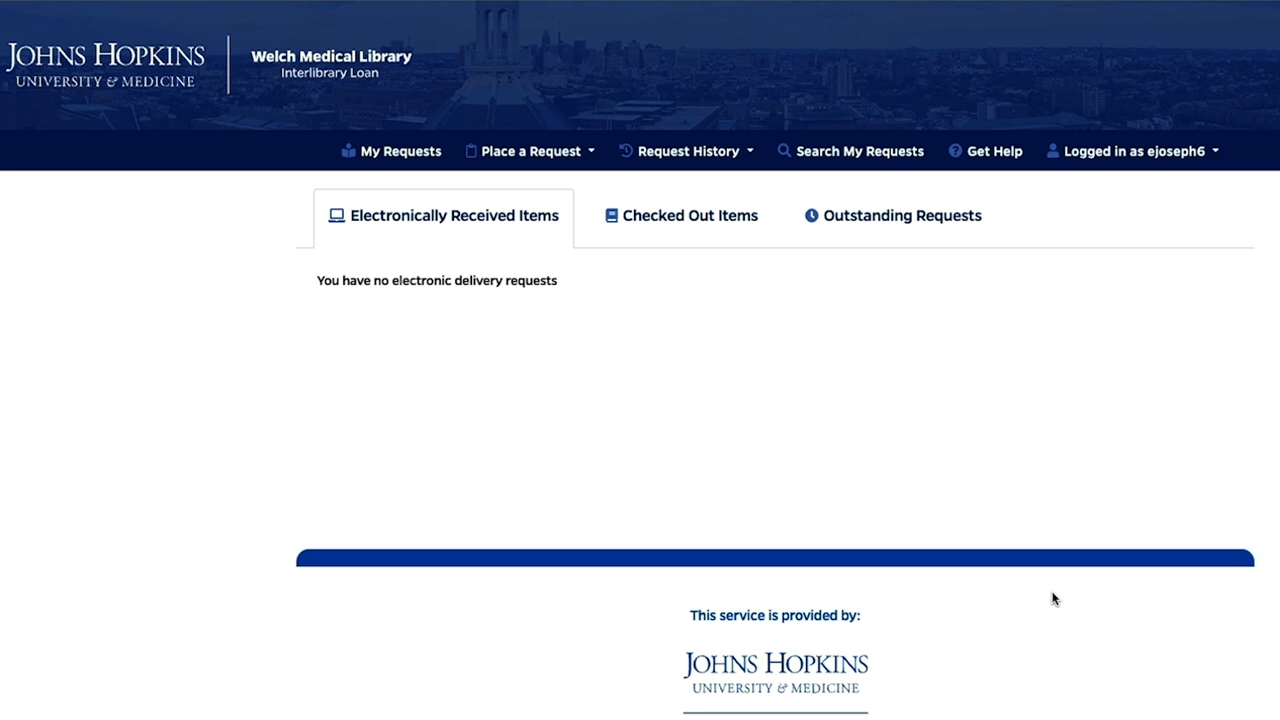 JOHNS HOPKINS
UNIVERSITY & MEDICINE
Welch Medical Library
Interlibrary Loan
My Requests
Place a Request
Request History
Search My Requests
Get Help
Logged in as ejoseph6
Electronically Received Items
Checked Out Items
Outstanding Requests
You have no electronic delivery requests
This service is provided by:
JOHNS HOPKINS
UNIVERSITY & MEDICINE